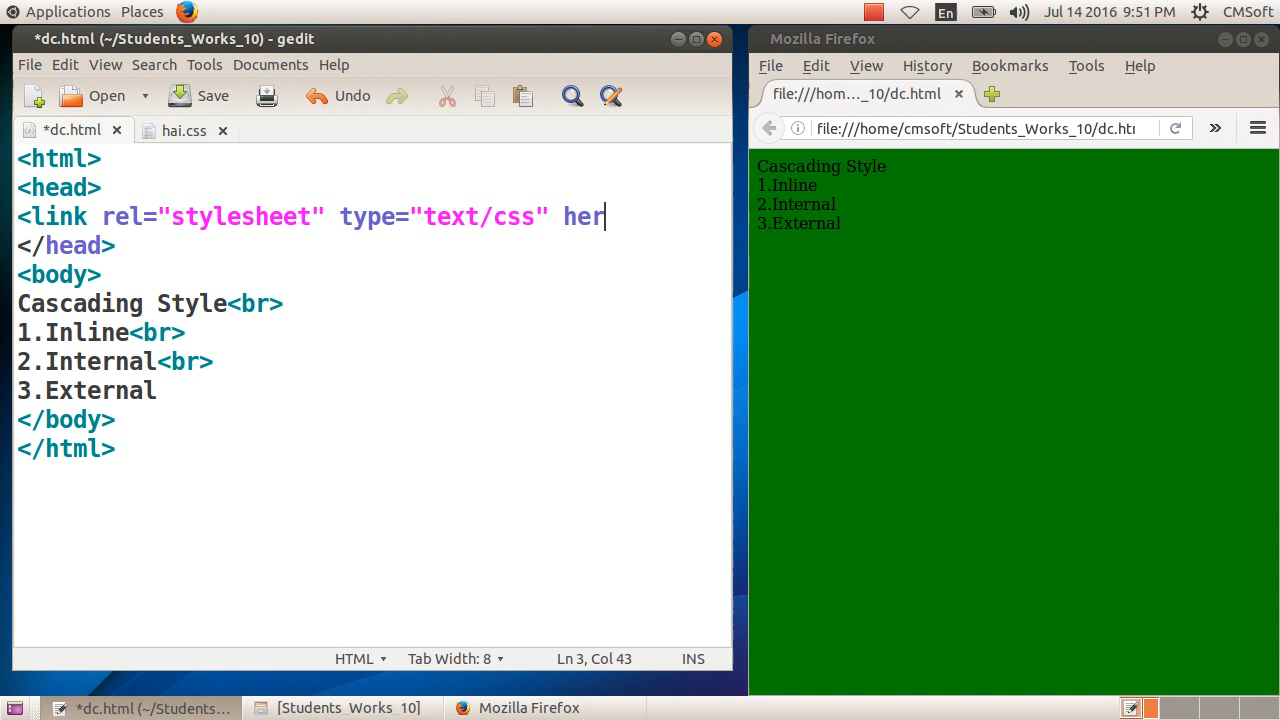 Applications Places En Jul 14 2016 9:51 PM CMSoft
*dc.html (~/Students_Works_10) - gedit
File Edit View Search Tools Documents Help
Open Save Undo
*dc.html hai.css
<html>
<head>
<link rel="stylesheet" type="text/css" her
</head>
<body>
Cascading Style<br>
1.Inline<br>
2.Internal<br>
3.External
</body>
</html>
HTML Tab Width: 8 Ln 3, Col 43 INS
Mozilla Firefox
File Edit View History Bookmarks Tools Help
file:///hom..._10/dc.html
file:///home/cmsoft/Students_Works_10/dc.htı
Cascading Style
1.Inline
2.Internal
3.External
*dc.html (~/Students... [Students_Works_10] Mozilla Firefox